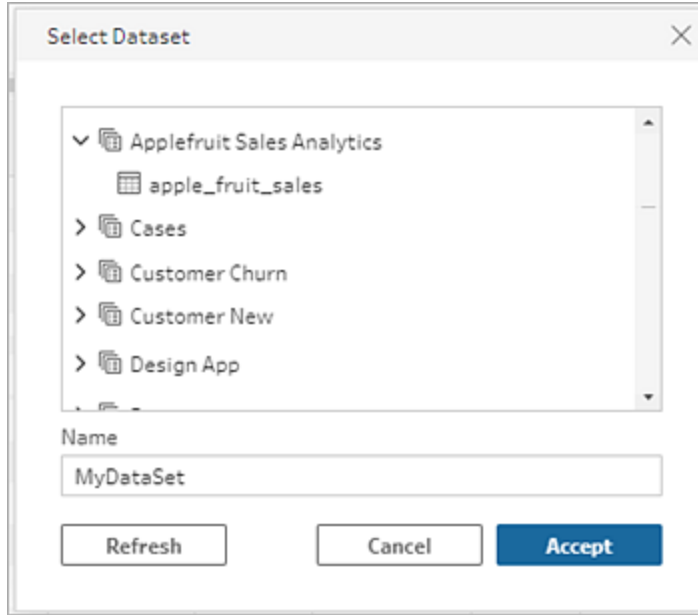 Select Dataset
Applefruit Sales Analytics
apple_fruit_sales
Cases
Customer Churn
Customer New
Design App
Name
MyDataSet
Refresh Cancel Accept